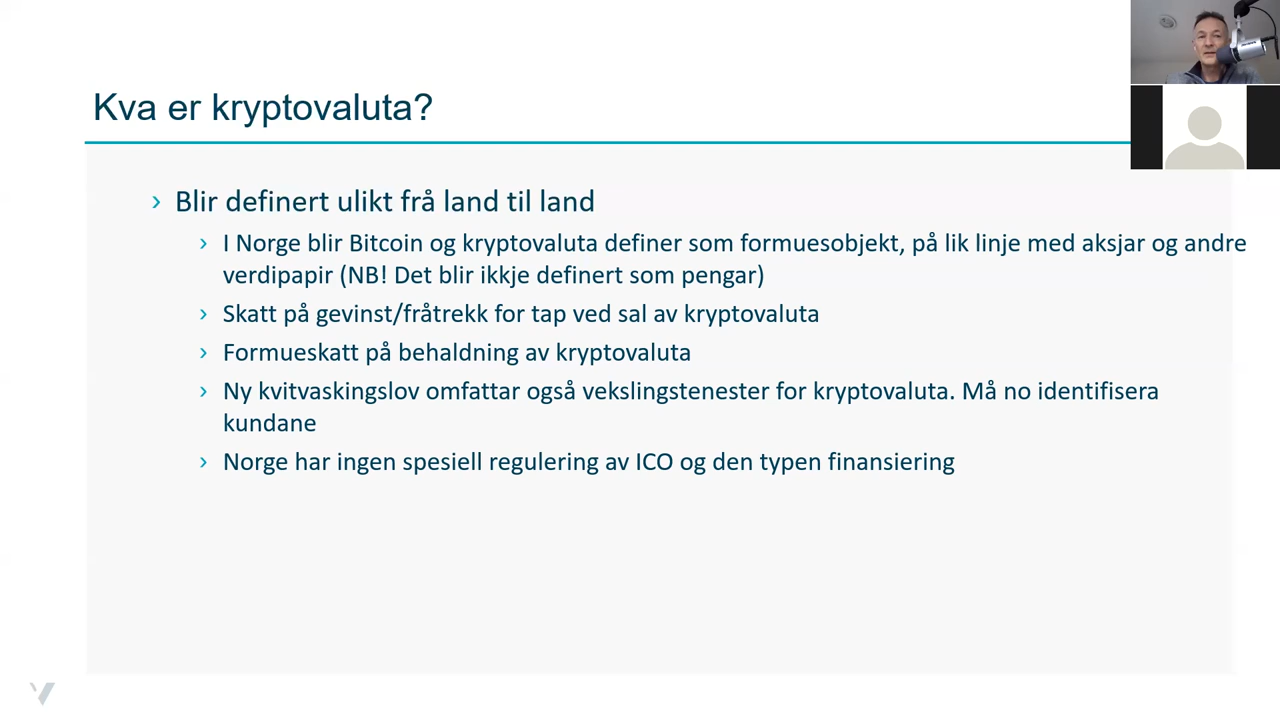 Kva er kryptovaluta?
Blir definert ulikt frå land til land
I Norge blir Bitcoin og kryptovaluta definer som formuesobjekt, på lik linje med aksjar og andre
verdipapir (NB! Det blir ikkje definert som pengar)
Skatt på gevinst/fråtrekk for tap ved sal av kryptovaluta
Formueskatt på behaldning av kryptovaluta
Ny kvitvaskingslov omfattar også vekslingstenester for kryptovaluta. Må no identifisera
kundane
Norge har ingen spesiell regulering av ICO og den typen finansiering